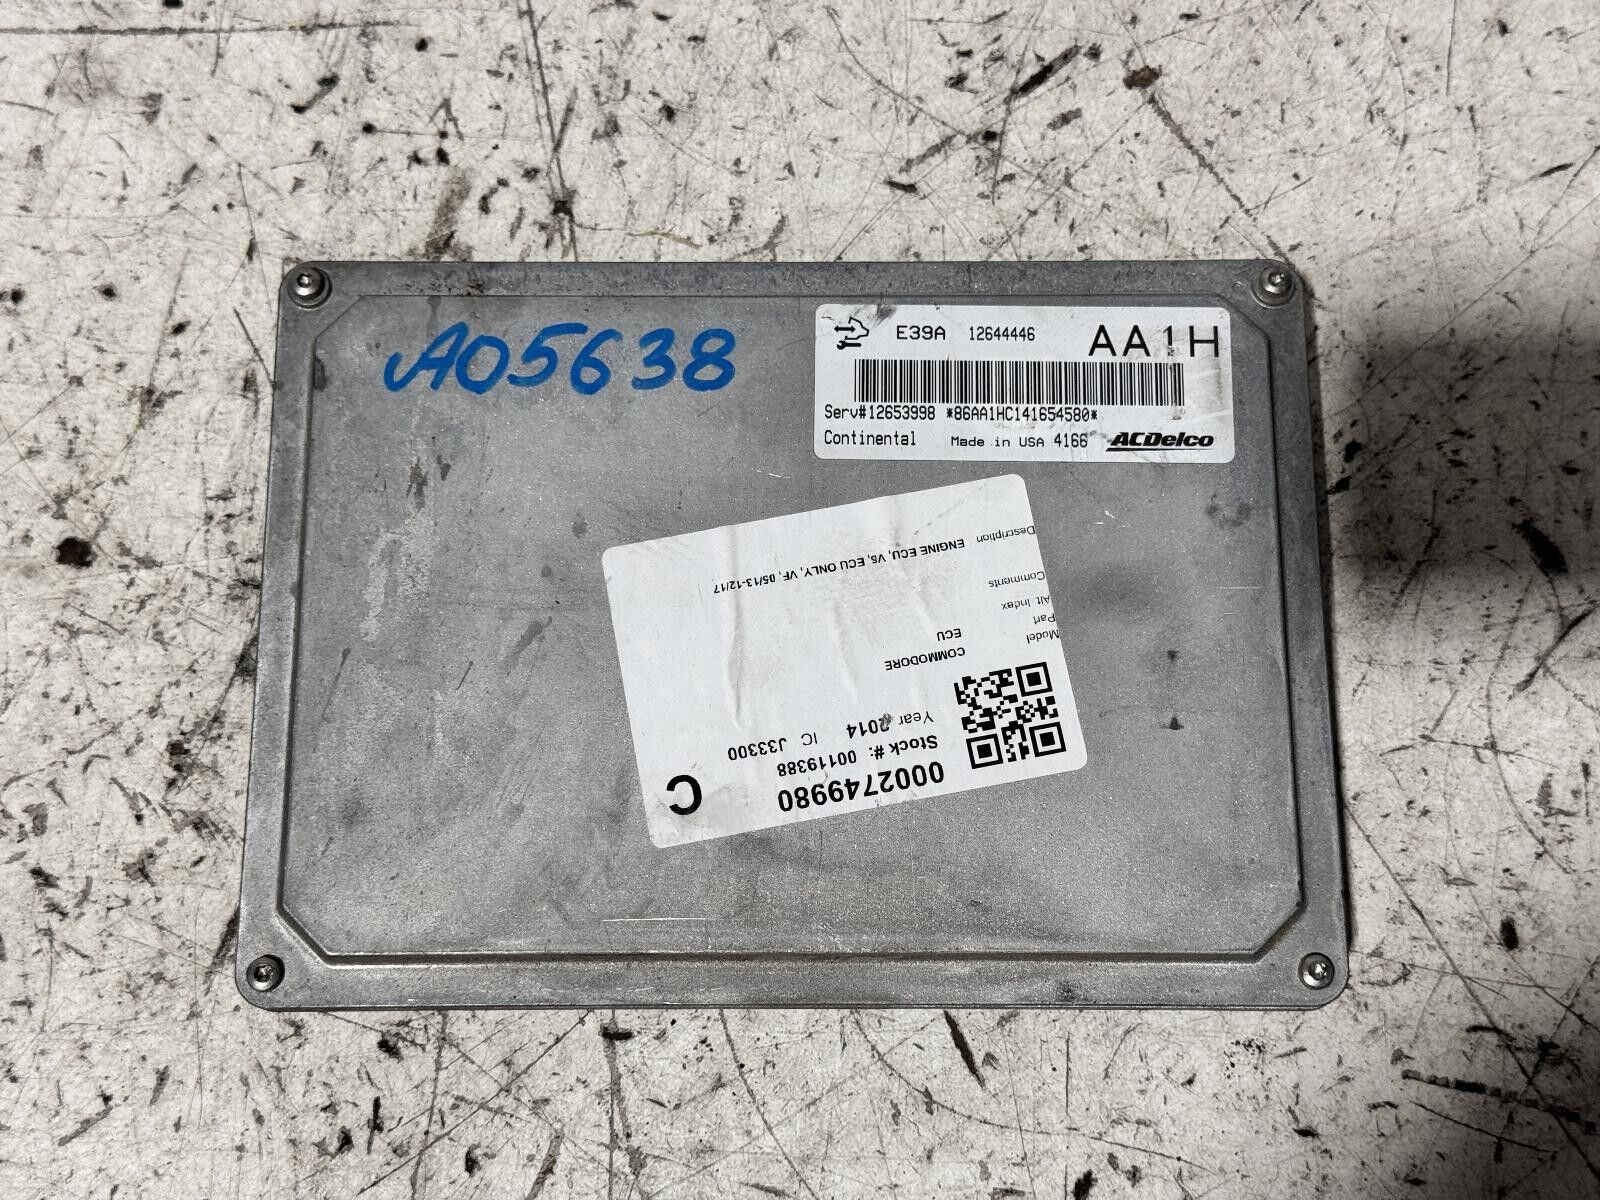 A05638
E39A 12644446 AA1H
Serv#12653998 *86AA1HC141654580*
Continental Made in USA 4166 ACDelco
0002749980 C
Stock #: 00119388
Year 2014 IC J33300
Model COMMODORE
Part ECU
Alt. Index
Comments
Description ENGINE ECU, V6, ECU ONLY, VF, 05/13-12/17